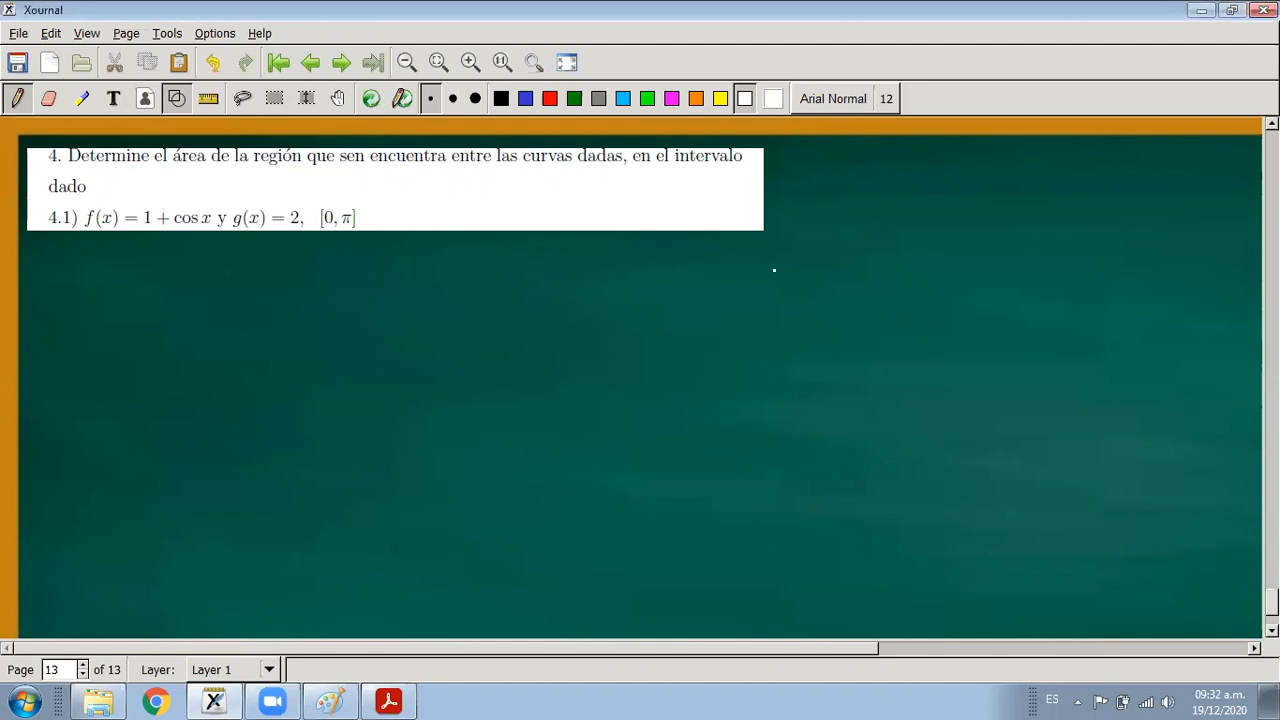 Xournal
File Edit View Page Tools Options Help
Arial Normal 12
4. Determine el área de la región que sen encuentra entre las curvas dadas, en el intervalo
dado
4.1) f(x) = 1 + cos x y g(x) = 2, [0, π]
Page 13 of 13 Layer: Layer 1
ES 09:32 a.m.
19/12/2020